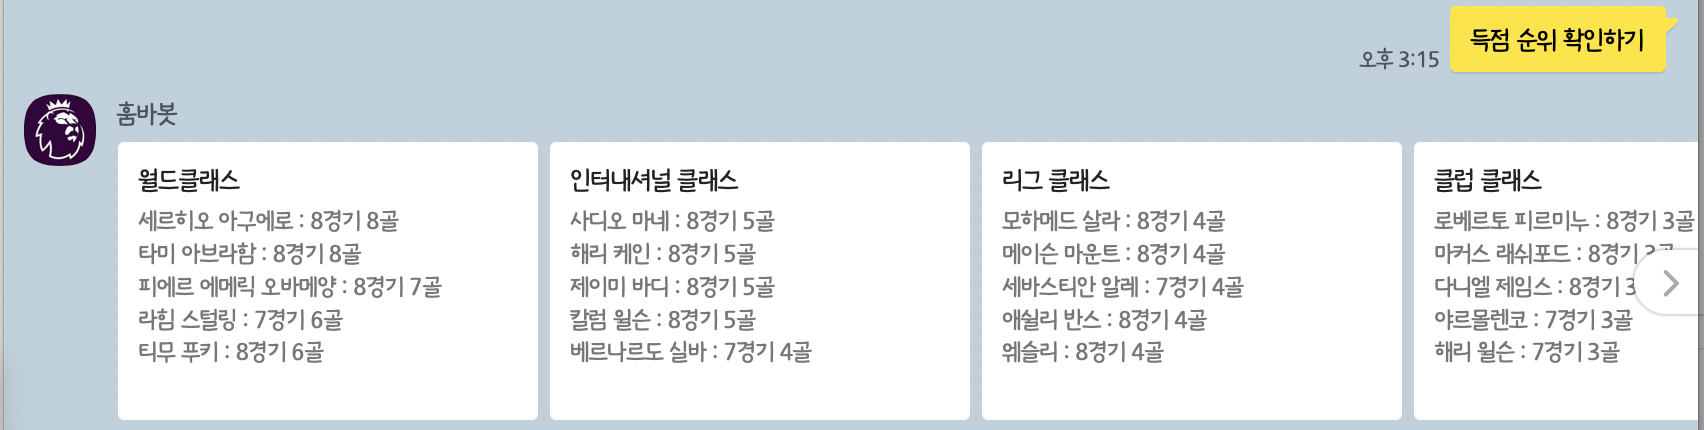 득점 순위 확인하기
오후 3:15
훔바봇
월드클래스
세르히오 아구에로 : 8경기 8골
타미 아브라함 : 8경기 8골
피에르 에메릭 오바메양 : 8경기 7골
라힘 스털링 : 7경기 6골
티무 푸키 : 8경기 6골
인터내셔널 클래스
사디오 마네 : 8경기 5골
해리 케인 : 8경기 5골
제이미 바디 : 8경기 5골
칼럼 윌슨 : 8경기 5골
베르나르도 실바 : 7경기 4골
리그 클래스
모하메드 살라 : 8경기 4골
메이슨 마운트 : 8경기 4골
세바스티안 알레 : 7경기 4골
애쉴리 반스 : 8경기 4골
웨슬리 : 8경기 4골
클럽 클래스
로베르토 피르미누 : 8경기 3골
마커스 래쉬포드 : 8경기
다니엘 제임스 : 8경기
야르몰렌코 : 7경기 3골
해리 윌슨 : 7경기 3골